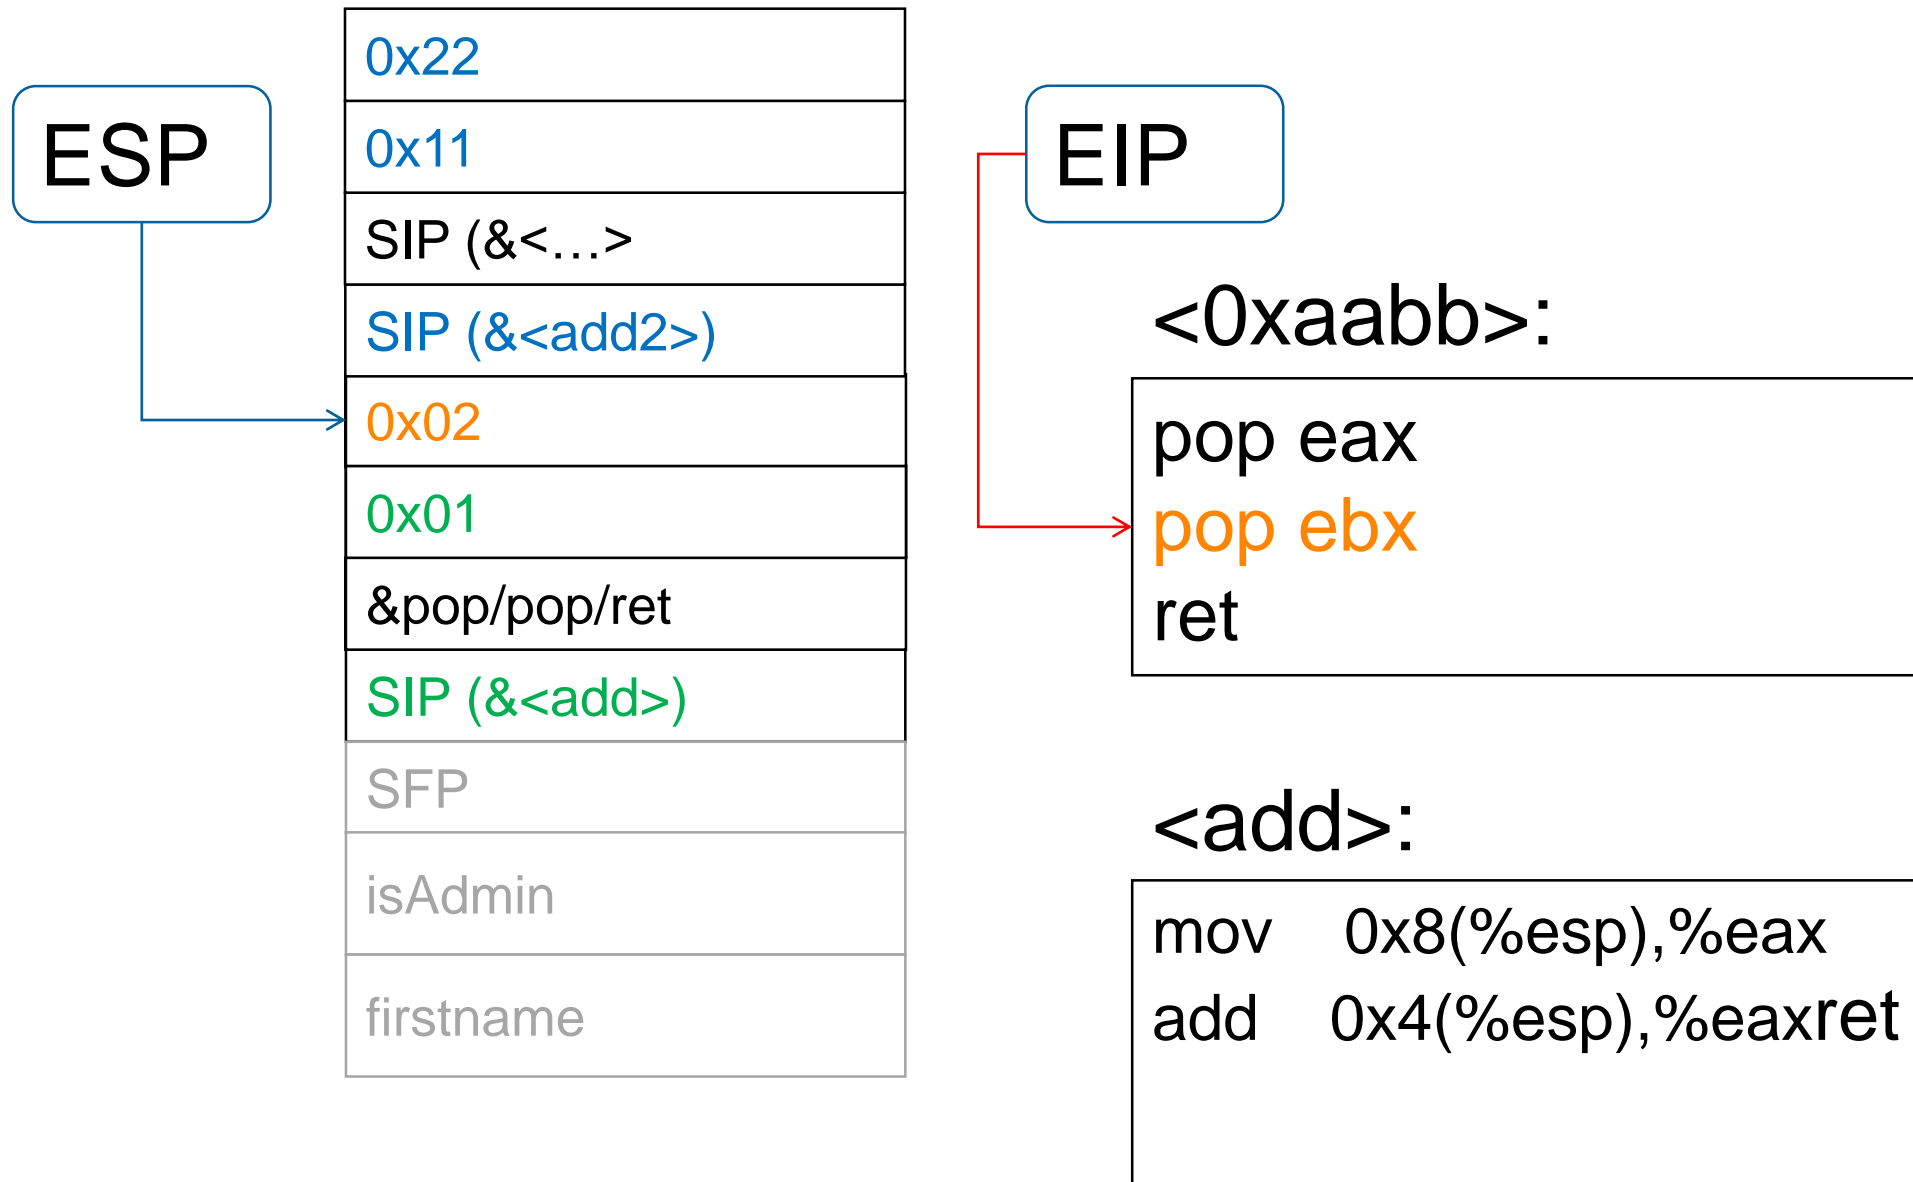 ESP
0x22
0x11
SIP (&<…>
SIP (&<add2>)
0x02
0x01
&pop/pop/ret
SIP (&<add>)
SFP
isAdmin
firstname
EIP
<0xaabb>:
pop eax
pop ebx
ret
<add>:
mov 0x8(%esp),%eax
add 0x4(%esp),%eaxret